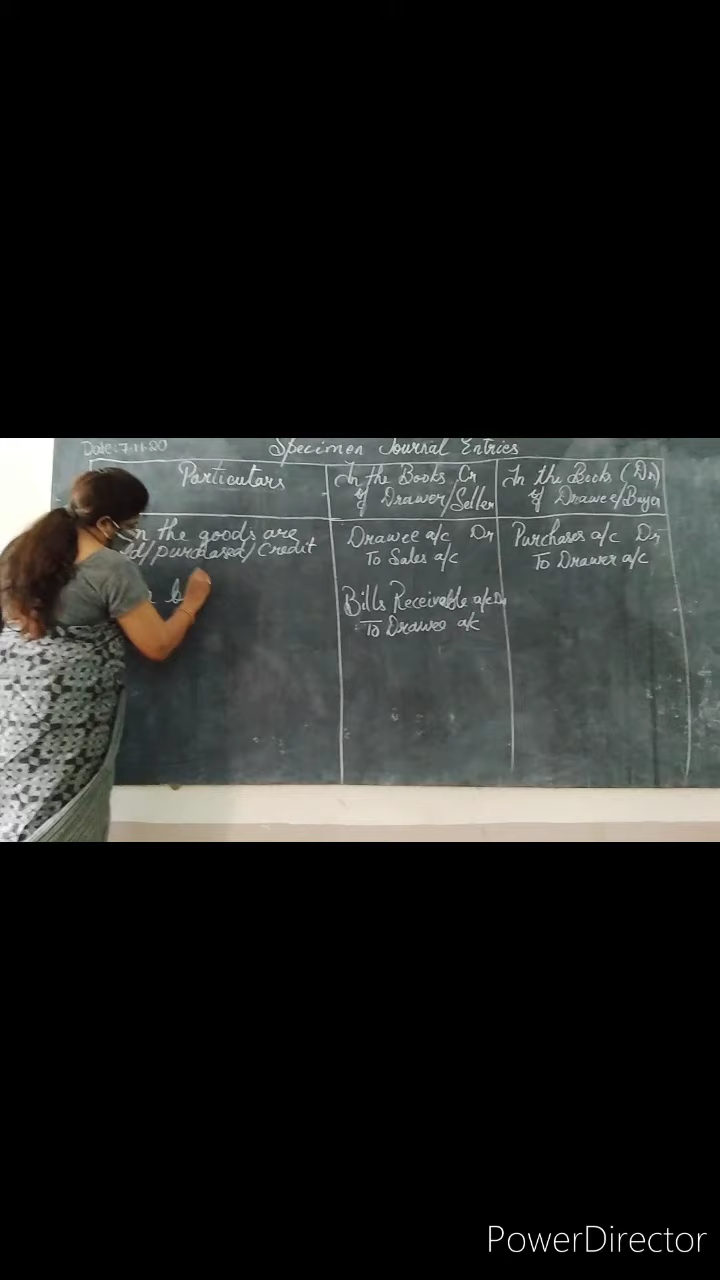 Date: 7.11.20
Specimen Journal Entries
Particulars
In the Books Cr
of Drawer/Seller
In the Books (Dr)
of Drawee/Buyer
n the goods are
ld/purchased/Credit
Drawee a/c Dr
To Sales a/c
Purchases a/c Dr
To Drawer a/c
b
Bills Receivable a/c Dr
To Drawee a/c
PowerDirector